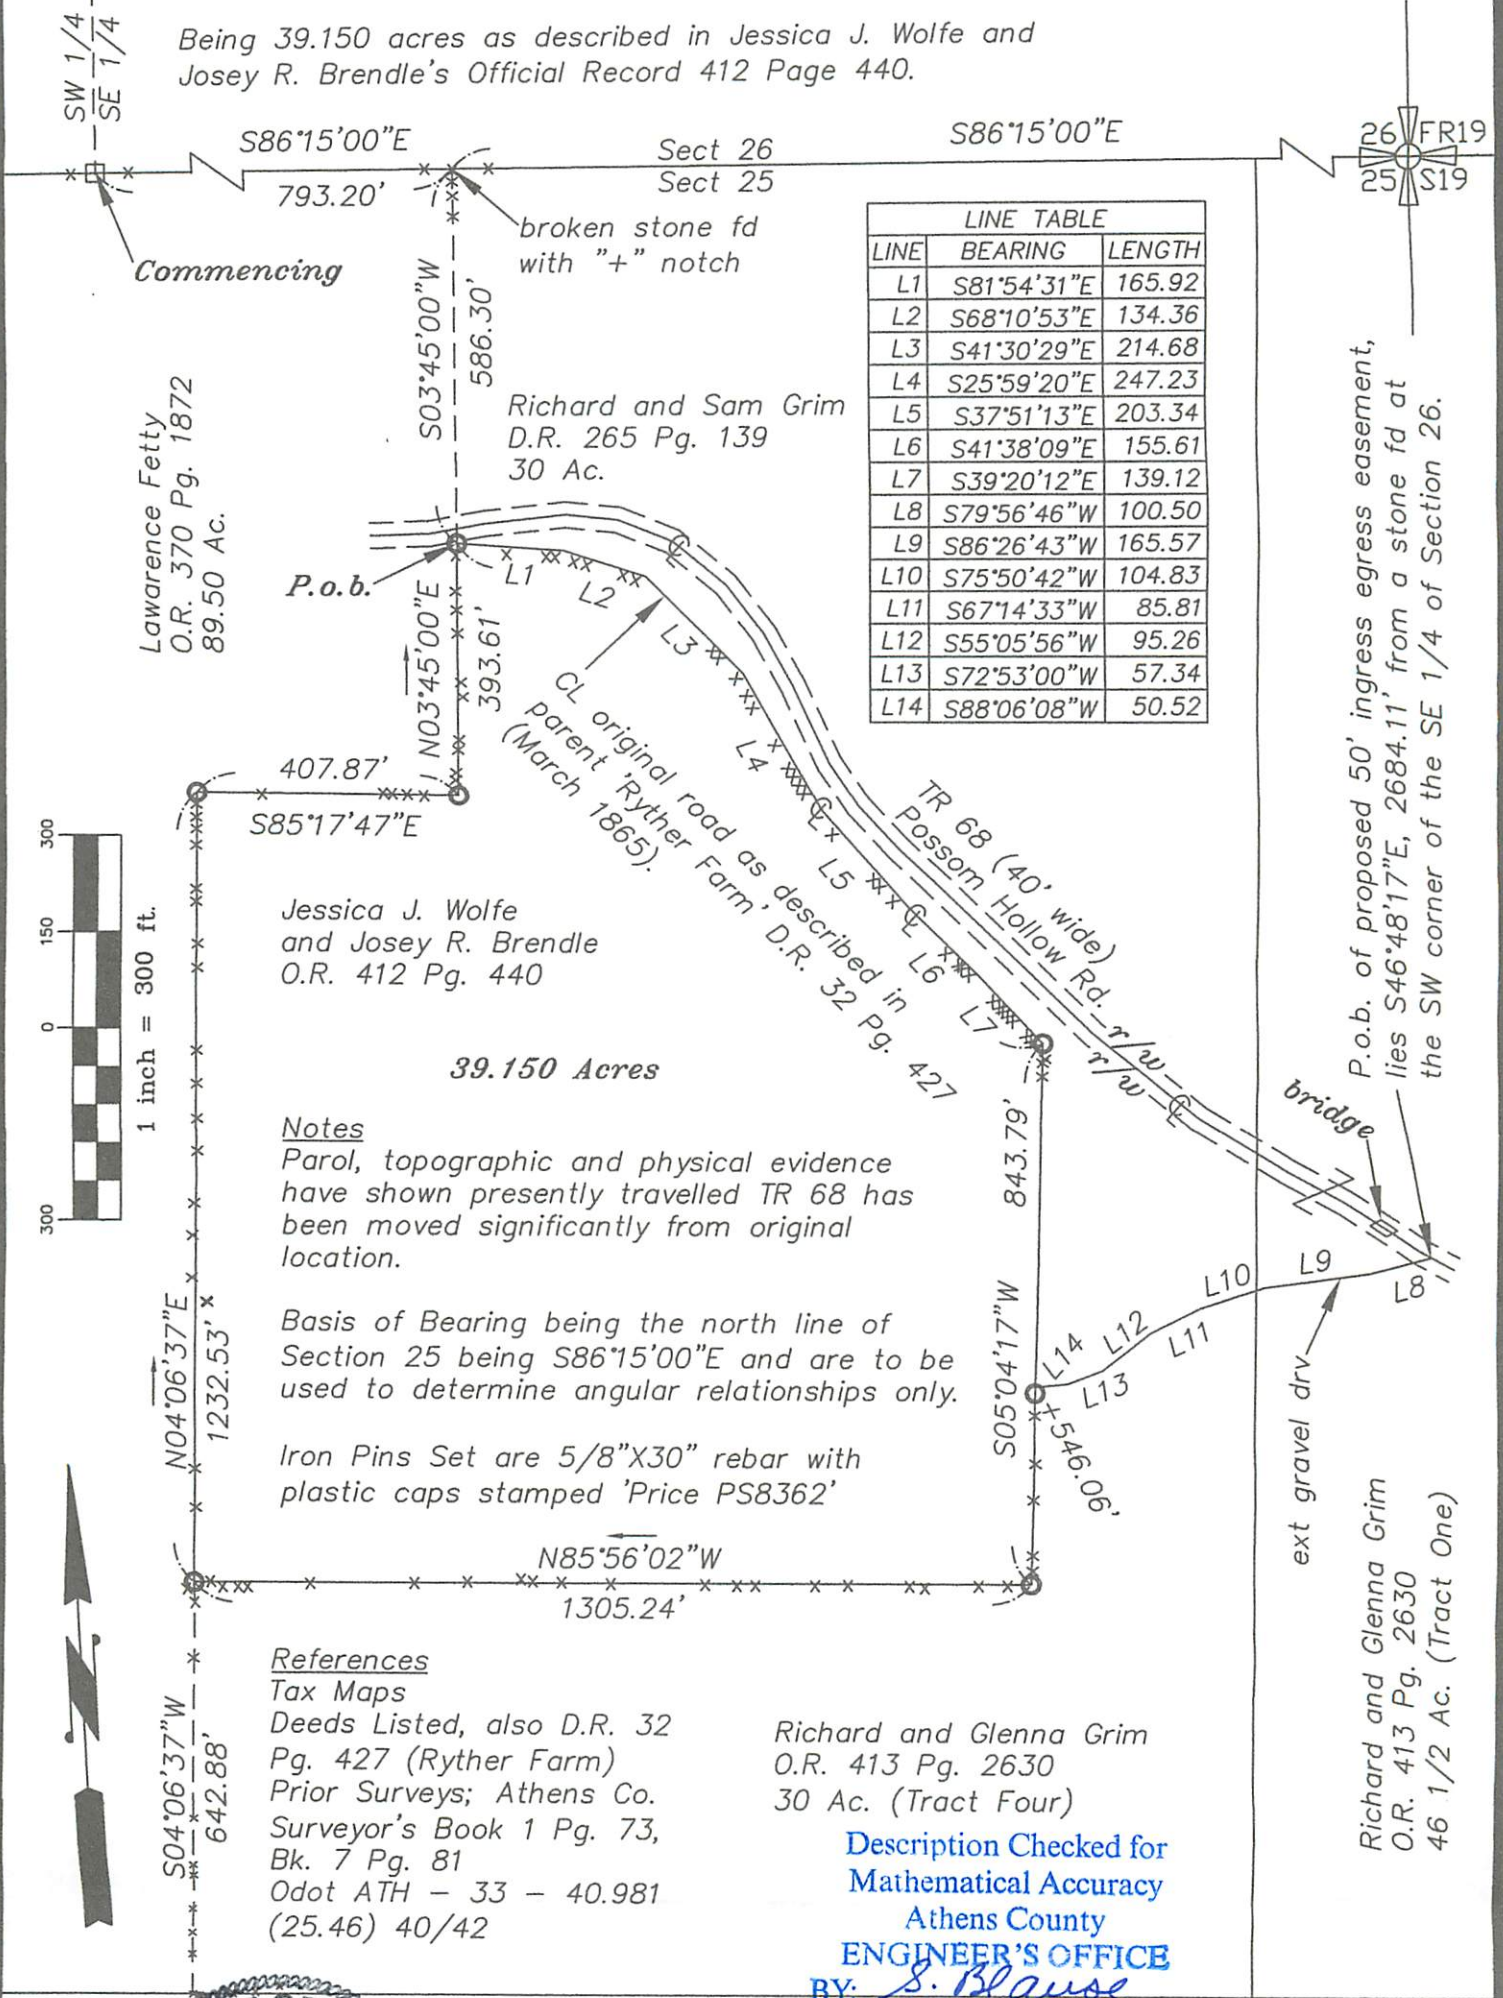 SW 1/4
SE 1/4
Being 39.150 acres as described in Jessica J. Wolfe and
Josey R. Brendle's Official Record 412 Page 440.
S86°15'00"E
793.20'
Sect 26
Sect 25
S86°15'00"E
26 FR19
25 S19
Commencing
broken stone fd
with "+" notch
S03°45'00"W
586.30'
LINE TABLE
LINE BEARING LENGTH
L1 S81°54'31"E 165.92
L2 S68°10'53"E 134.36
L3 S41°30'29"E 214.68
L4 S25°59'20"E 247.23
L5 S37°51'13"E 203.34
L6 S41°38'09"E 155.61
L7 S39°20'12"E 139.12
L8 S79°56'46"W 100.50
L9 S86°26'43"W 165.57
L10 S75°50'42"W 104.83
L11 S67°14'33"W 85.81
L12 S55°05'56"W 95.26
L13 S72°53'00"W 57.34
L14 S88°06'08"W 50.52
Lawarence Fetty
O.R. 370 Pg. 1872
89.50 Ac.
Richard and Sam Grim
D.R. 265 Pg. 139
30 Ac.
P.o.b. of proposed 50' ingress egress easement,
lies S46°48'17"E, 2684.11' from a stone fd at
the SW corner of the SE 1/4 of Section 26.
P.o.b.
N03°45'00"E
393.61'
L1
L2
L3
L4
L5
L6
L7
CL original road as described in
parent 'Ryther Farm' D.R. 32 Pg. 427
(March 1865).
TR 68 (40' wide)
Possom Hollow Rd.
r/w
r/w
407.87'
S85°17'47"E
300
150
0
300
1 inch = 300 ft.
Jessica J. Wolfe
and Josey R. Brendle
O.R. 412 Pg. 440
39.150 Acres
Notes
Parol, topographic and physical evidence
have shown presently travelled TR 68 has
been moved significantly from original
location.
Basis of Bearing being the north line of
Section 25 being S86°15'00"E and are to be
used to determine angular relationships only.
Iron Pins Set are 5/8"X30" rebar with
plastic caps stamped 'Price PS8362'
843.79'
S05°04'17"W
bridge
L8
L9
L10
L11
L12
L13
L14
+546.06'
ext gravel drv
N04°06'37"E
1232.53'
N85°56'02"W
1305.24'
S04°06'37"W
642.88'
References
Tax Maps
Deeds Listed, also D.R. 32
Pg. 427 (Ryther Farm)
Prior Surveys; Athens Co.
Surveyor's Book 1 Pg. 73,
Bk. 7 Pg. 81
Odot ATH - 33 - 40.981
(25.46) 40/42
Richard and Glenna Grim
O.R. 413 Pg. 2630
30 Ac. (Tract Four)
Richard and Glenna Grim
O.R. 413 Pg. 2630
46 1/2 Ac. (Tract One)
Description Checked for
Mathematical Accuracy
Athens County
ENGINEER'S OFFICE
BY: S.